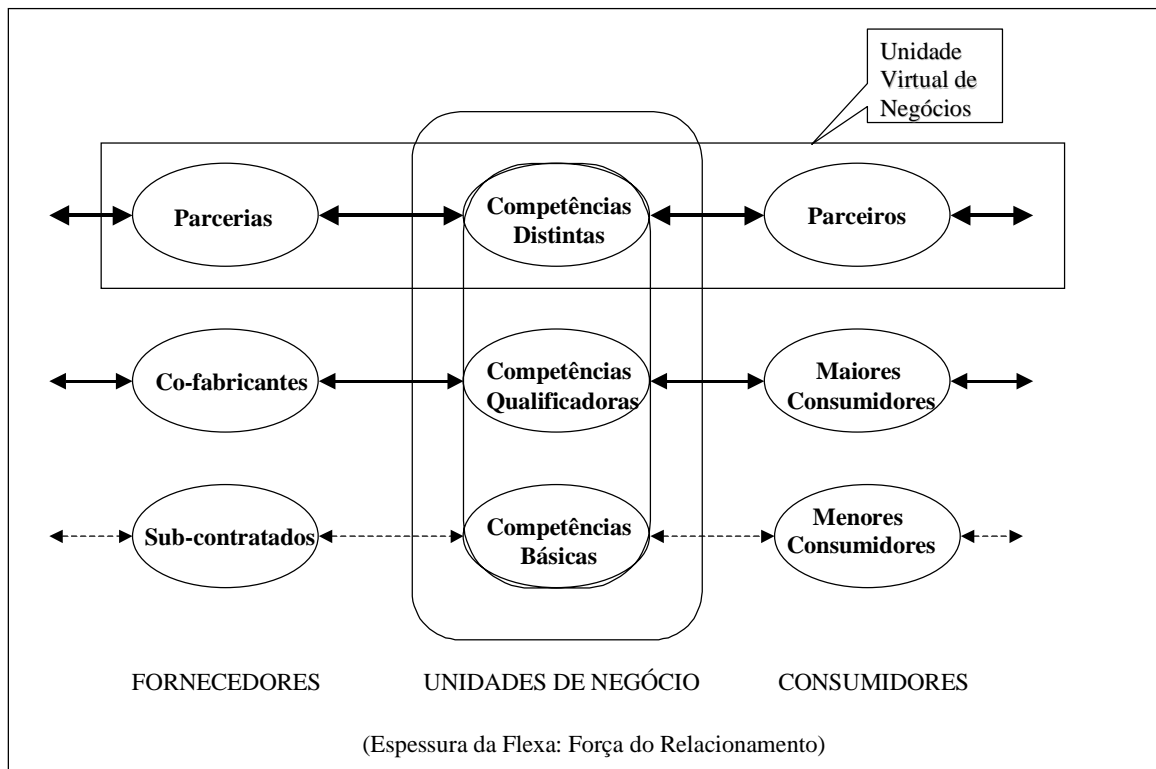 Unidade
Virtual de
Negócios
Parcerias
Competências
Distintas
Parceiros
Co-fabricantes
Competências
Qualificadoras
Maiores
Consumidores
Sub-contratados
Competências
Básicas
Menores
Consumidores
FORNECEDORES
UNIDADES DE NEGÓCIO
CONSUMIDORES
(Espessura da Flexa: Força do Relacionamento)